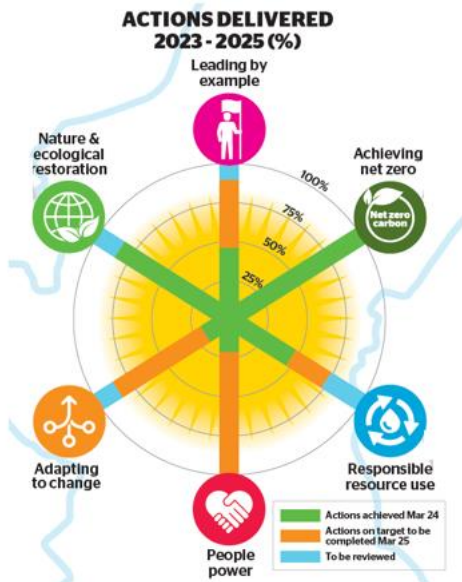 ACTIONS DELIVERED
2023 - 2025 (%)
Leading by
example
Nature &
ecological
restoration
Achieving
net zero
Net zero
carbon
100%
75%
50%
25%
Adapting
to change
Responsible
resource use
People
power
Actions achieved Mar 24
Actions on target to be
completed Mar 25
To be reviewed